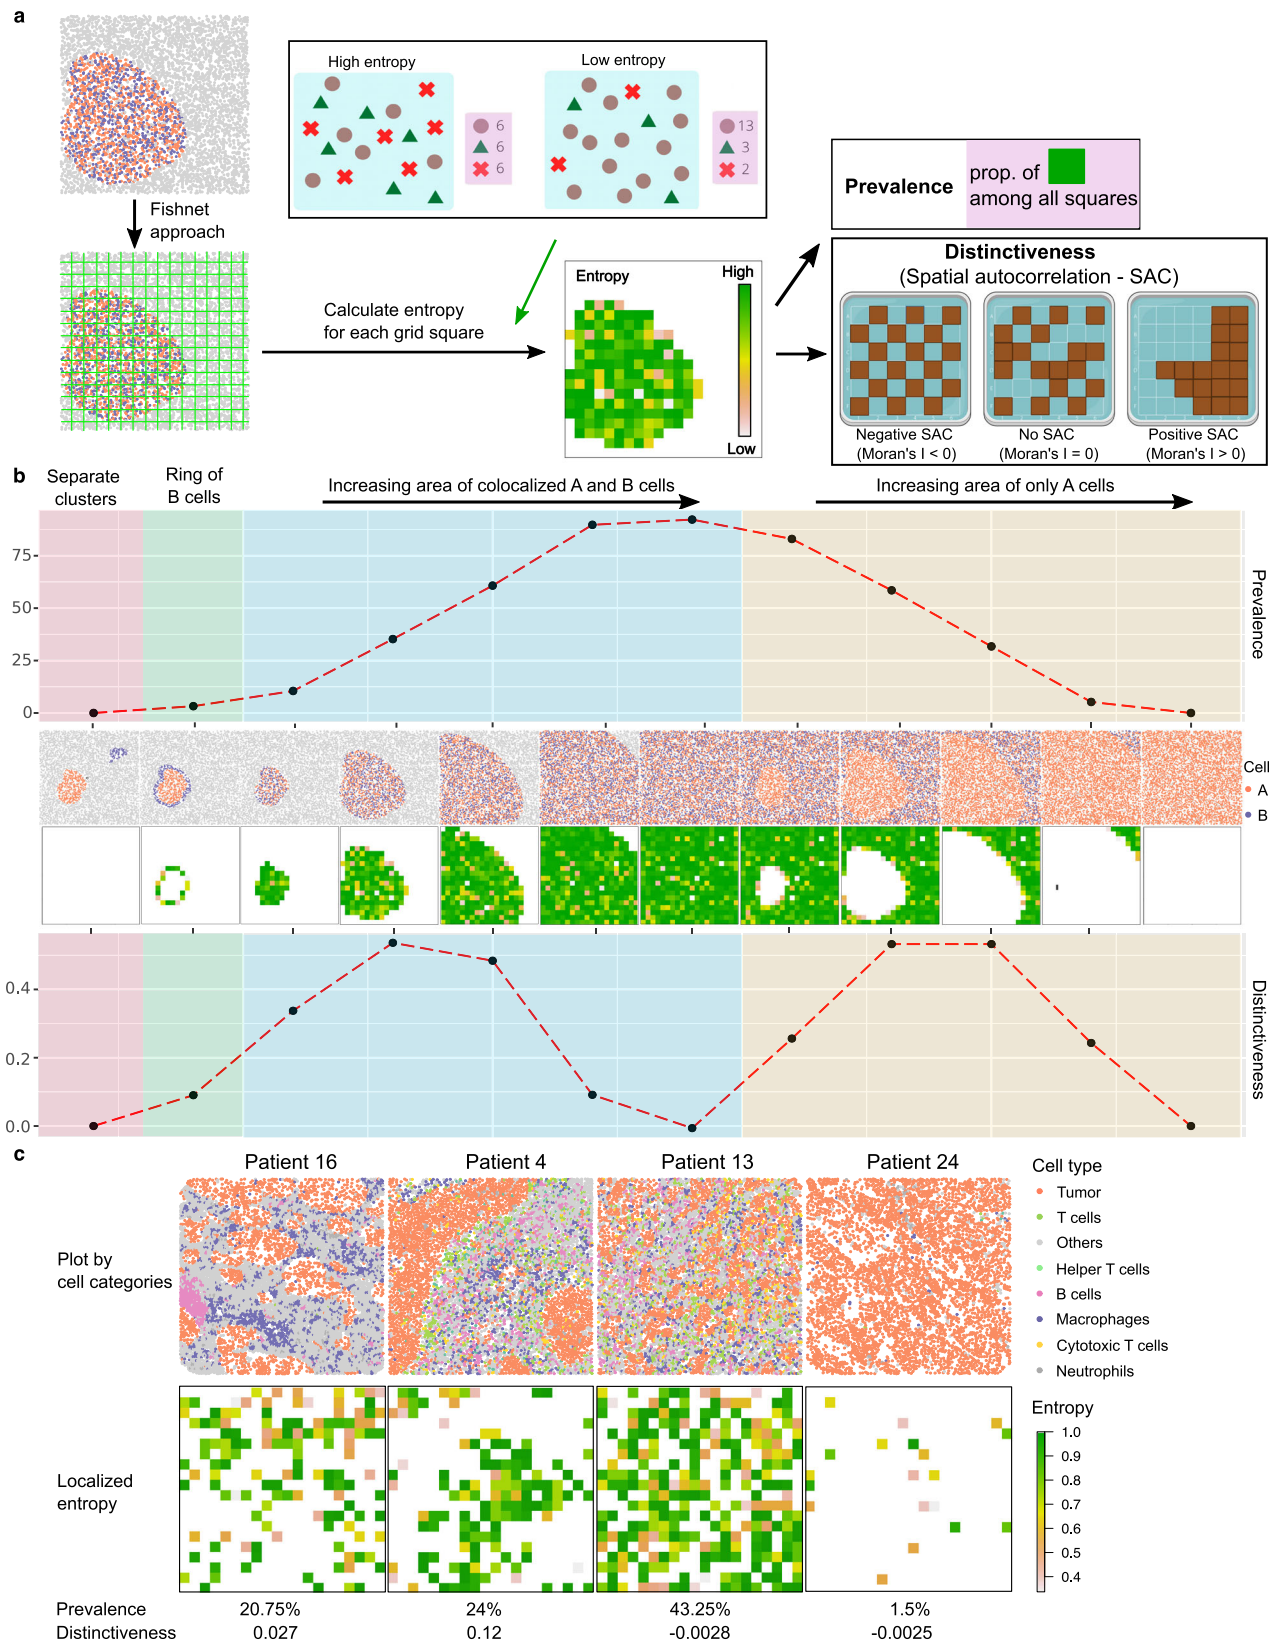 a
Fishnet
approach
High entropy
6
6
6
Low entropy
13
3
2
Calculate entropy
for each grid square
Entropy
High
Low
Prevalence
prop. of
among all squares
Distinctiveness
(Spatial autocorrelation - SAC)
Negative SAC
(Moran's I < 0)
No SAC
(Moran's I = 0)
Positive SAC
(Moran's I > 0)
b
Separate
clusters
Ring of
B cells
Increasing area of colocalized A and B cells
Increasing area of only A cells
75
50
25
0
Prevalence
Cell
A
B
0.4
0.2
0.0
Distinctiveness
c
Patient 16
Patient 4
Patient 13
Patient 24
Plot by
cell categories
Cell type
Tumor
T cells
Others
Helper T cells
B cells
Macrophages
Cytotoxic T cells
Neutrophils
Localized
entropy
Entropy
1.0
0.9
0.8
0.7
0.6
0.5
0.4
Prevalence 20.75% 24% 43.25% 1.5%
Distinctiveness 0.027 0.12 -0.0028 -0.0025